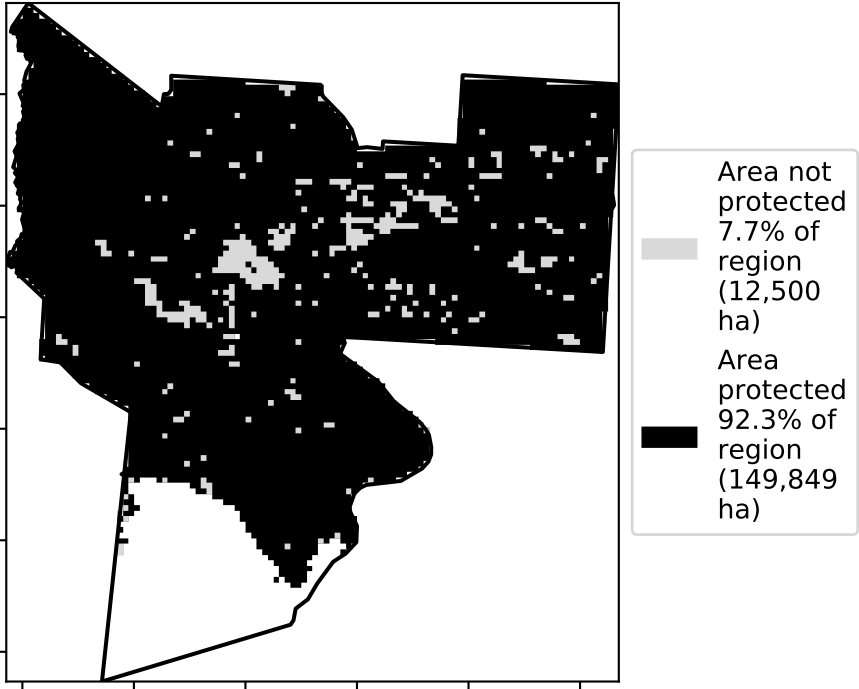 Area not
protected
7.7% of
region
(12,500
ha)
Area
protected
92.3% of
region
(149,849
ha)